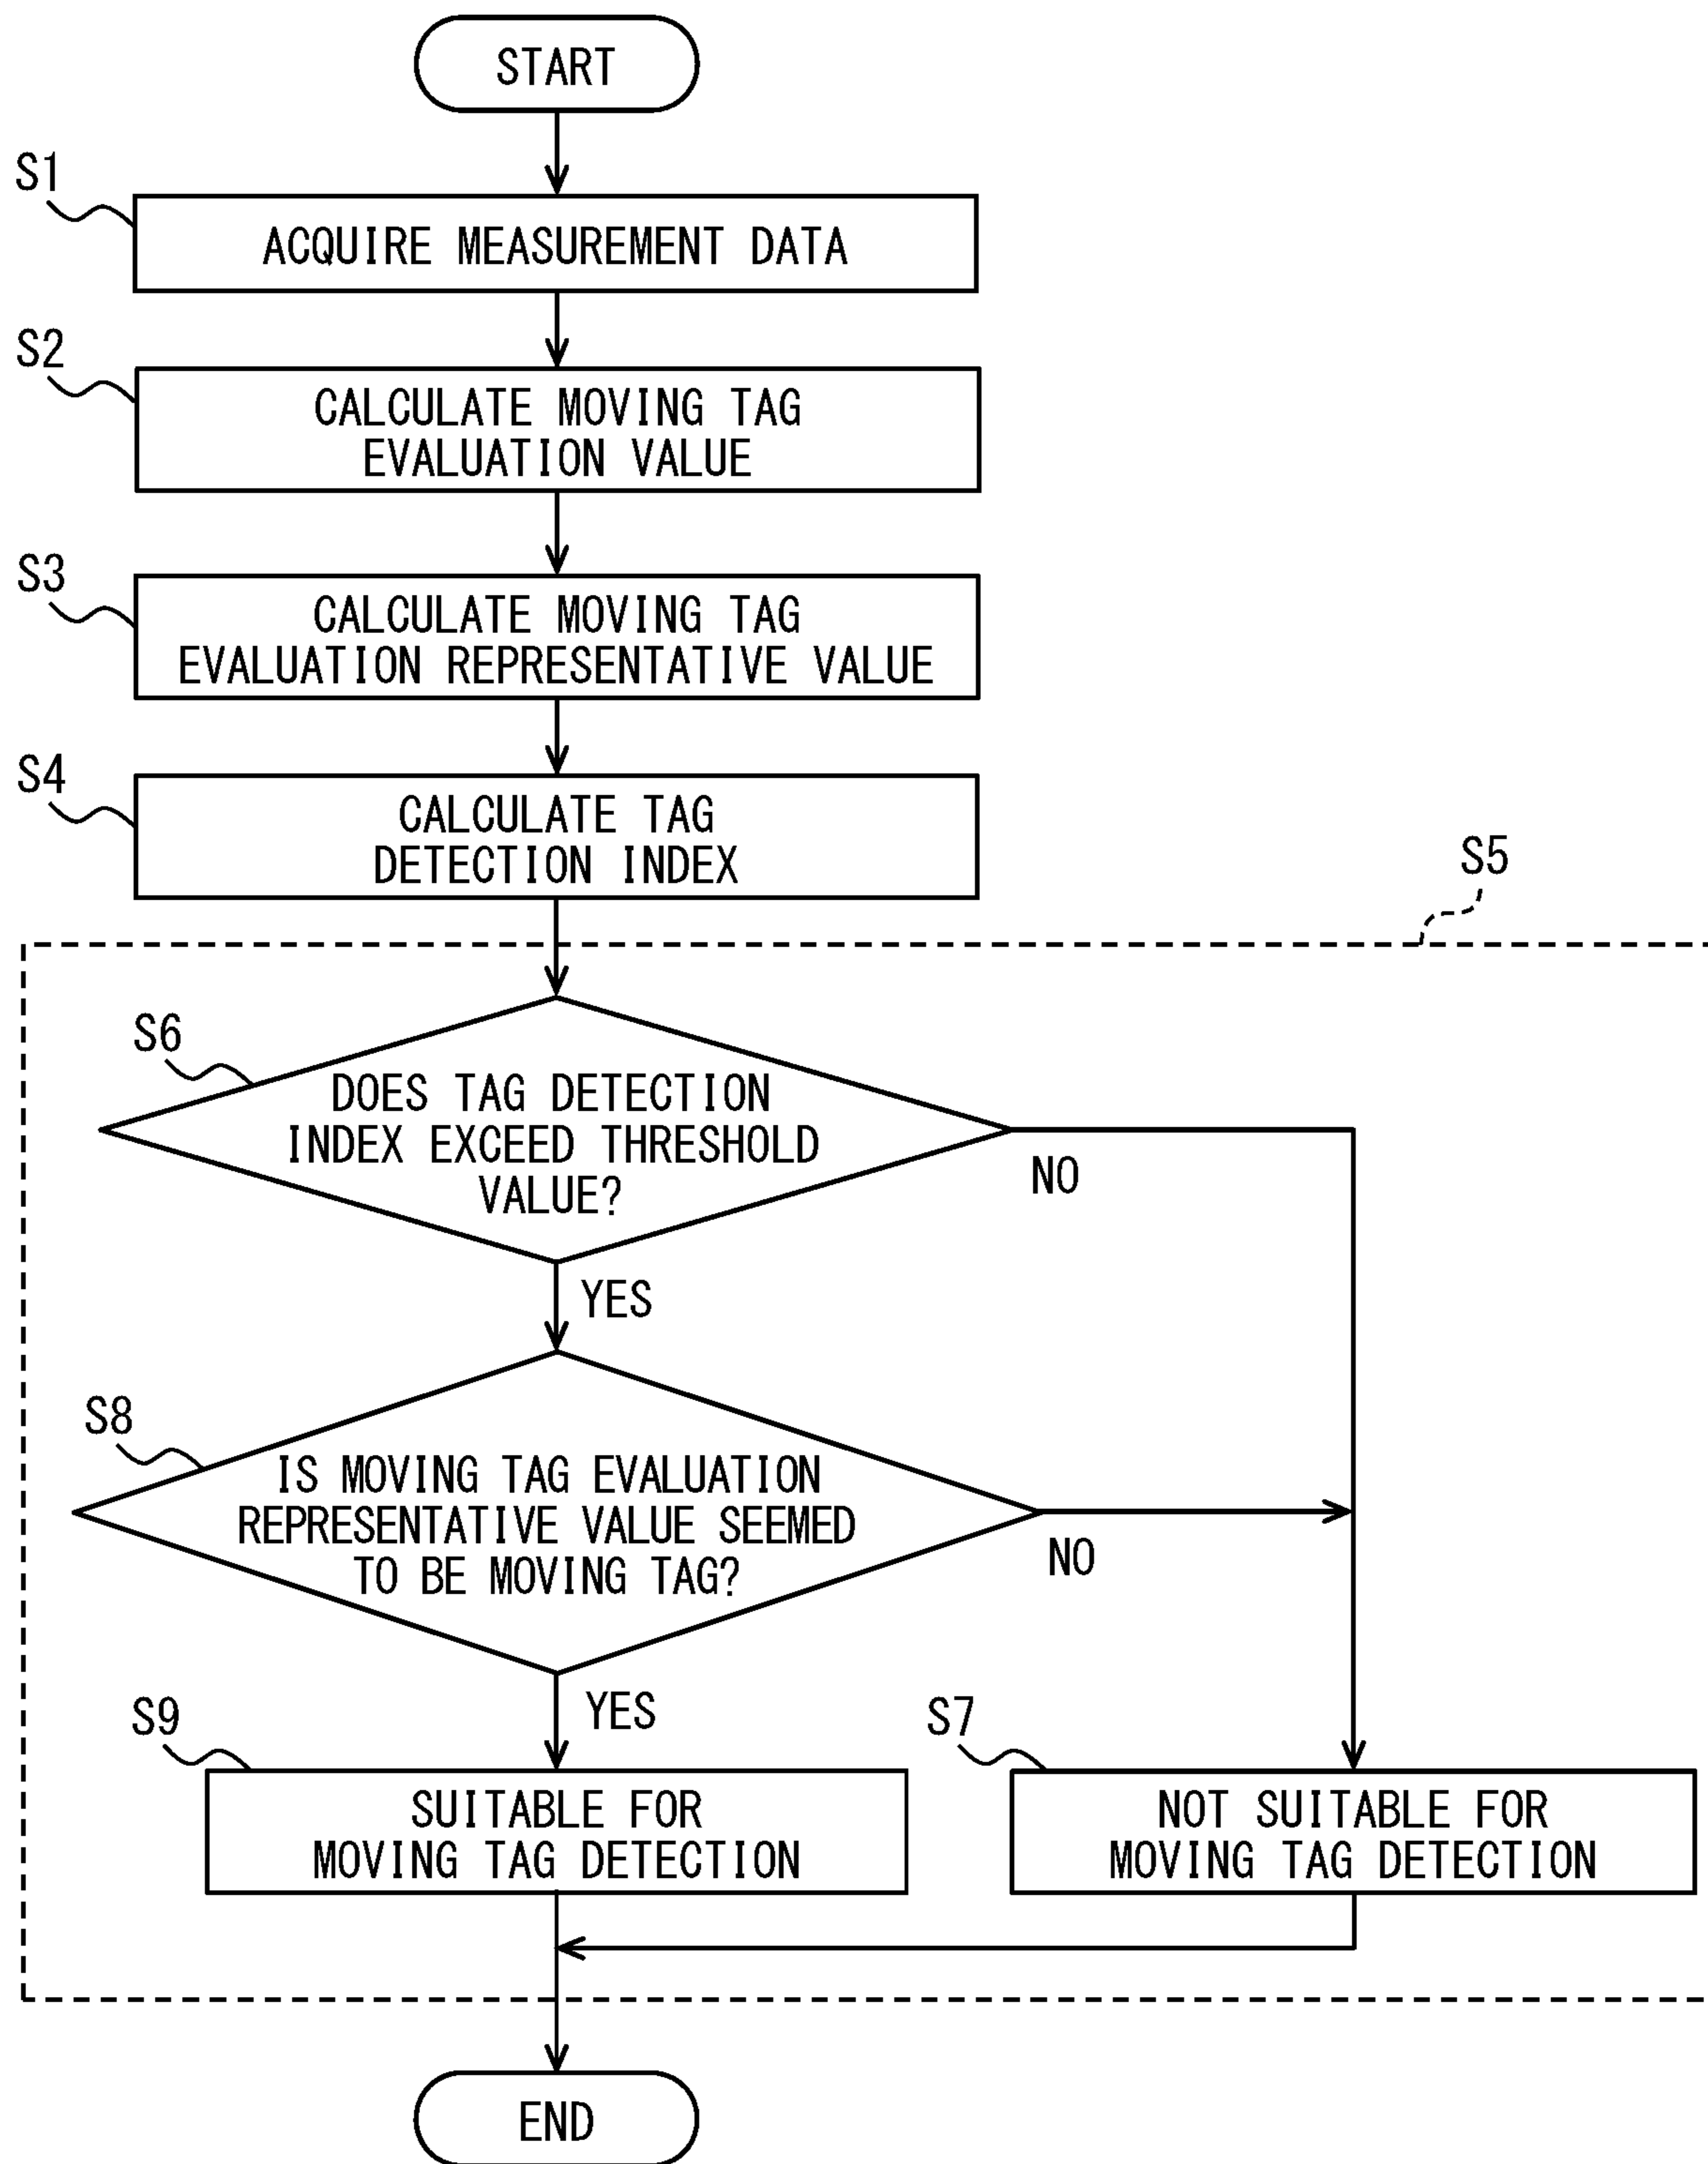 START
S1
ACQUIRE MEASUREMENT DATA
S2
CALCULATE MOVING TAG
EVALUATION VALUE
S3
CALCULATE MOVING TAG
EVALUATION REPRESENTATIVE VALUE
S4
CALCULATE TAG
DETECTION INDEX
S5
S6
DOES TAG DETECTION
INDEX EXCEED THRESHOLD
VALUE?
NO
YES
S8
IS MOVING TAG EVALUATION
REPRESENTATIVE VALUE SEEMED
TO BE MOVING TAG?
NO
YES
S9
SUITABLE FOR
MOVING TAG DETECTION
S7
NOT SUITABLE FOR
MOVING TAG DETECTION
END